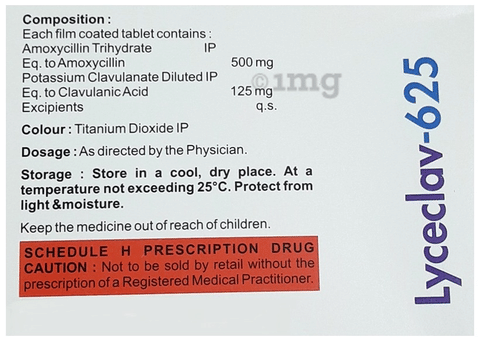 Composition :
Each film coated tablet contains :
Amoxycillin Trihydrate IP
Eq. to Amoxycillin 500 mg
Potassium Clavulanate Diluted IP
Eq. to Clavulanic Acid 125 mg
Excipients q.s.
Colour : Titanium Dioxide IP
Dosage : As directed by the Physician.
Storage : Store in a cool, dry place. At a
temperature not exceeding 25°C. Protect from
light &moisture.
Keep the medicine out of reach of children.
SCHEDULE H PRESCRIPTION DRUG
CAUTION : Not to be sold by retail without the
prescription of a Registered Medical Practitioner.
Lyceclav-625
©1mg